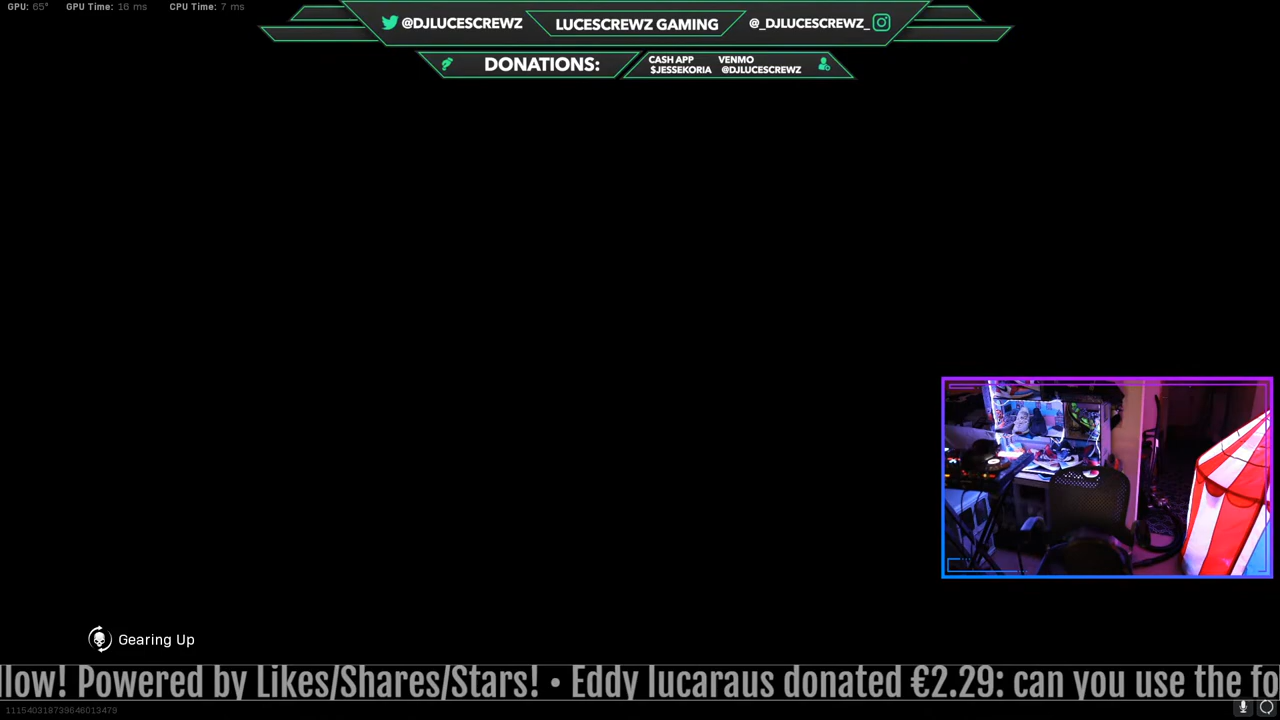 GPU: 65° GPU Time: 16 ms CPU Time: 7 ms
@DJLUCESCREWZ LUCESCREWZ GAMING @_DJLUCESCREWZ_
DONATIONS: CASH APP VENMO
$JESSEKORIA @DJLUCESCREWZ
Gearing Up
llow! Powered by Likes/Shares/Stars! • Eddy lucaraus donated €2.29: can you use the fo